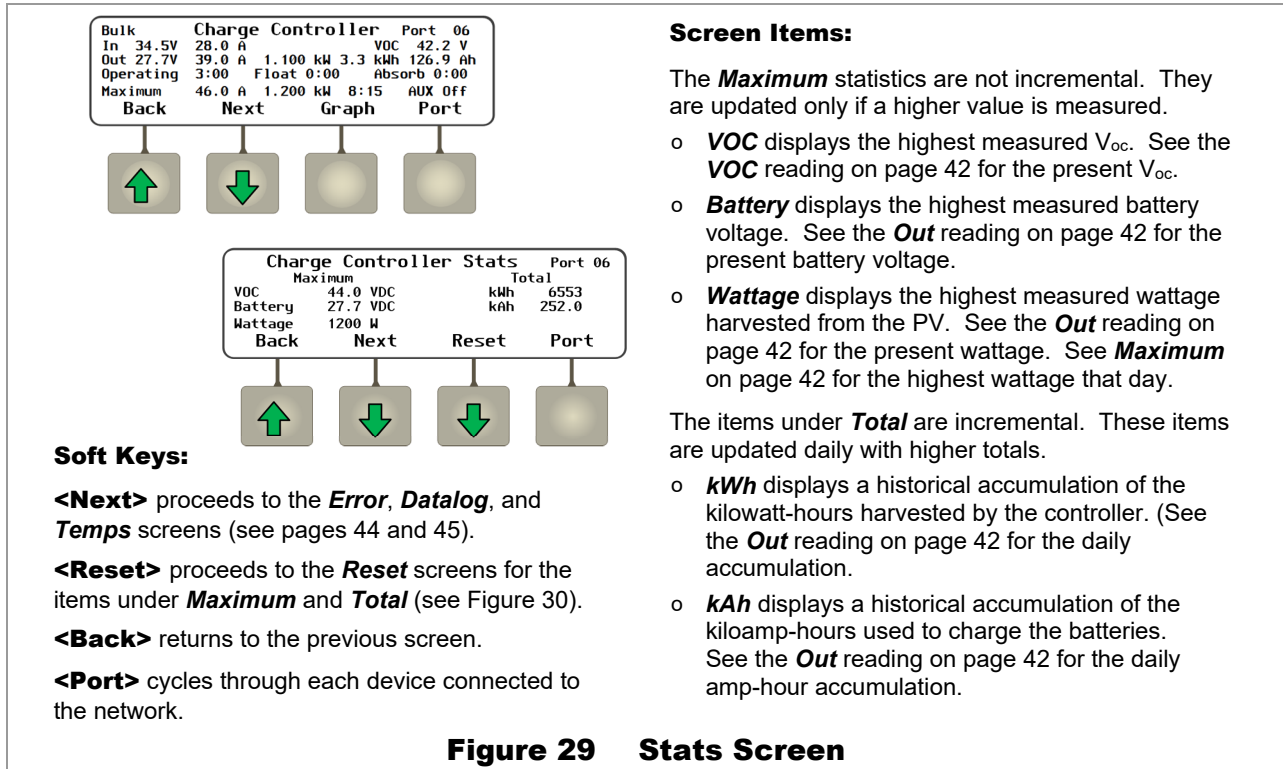 Bulk Charge Controller Port 06
In 34.5V 28.0 A VOC 42.2 V
Out 27.7V 39.0 A 1.100 kW 3.3 kWh 126.9 Ah
Operating 3:00 Float 0:00 Absorb 0:00
Maximum 46.0 A 1.200 kW 8:15 AUX Off
Back Next Graph Port
Charge Controller Stats Port 06
Maximum Total
VOC 44.0 VDC kWh 6553
Battery 27.7 VDC kAh 252.0
Wattage 1200 W
Back Next Reset Port
Soft Keys:
<Next> proceeds to the Error, Datalog, and
Temps screens (see pages 44 and 45).
<Reset> proceeds to the Reset screens for the
items under Maximum and Total (see Figure 30).
<Back> returns to the previous screen.
<Port> cycles through each device connected to
the network.
Screen Items:
The Maximum statistics are not incremental. They
are updated only if a higher value is measured.
o VOC displays the highest measured Voc. See the
VOC reading on page 42 for the present Voc.
o Battery displays the highest measured battery
voltage. See the Out reading on page 42 for the
present battery voltage.
o Wattage displays the highest measured wattage
harvested from the PV. See the Out reading on
page 42 for the present wattage. See Maximum
on page 42 for the highest wattage that day.
The items under Total are incremental. These items
are updated daily with higher totals.
o kWh displays a historical accumulation of the
kilowatt-hours harvested by the controller. (See
the Out reading on page 42 for the daily
accumulation.
o kAh displays a historical accumulation of the
kiloamp-hours used to charge the batteries.
See the Out reading on page 42 for the daily
amp-hour accumulation.
Figure 29 Stats Screen